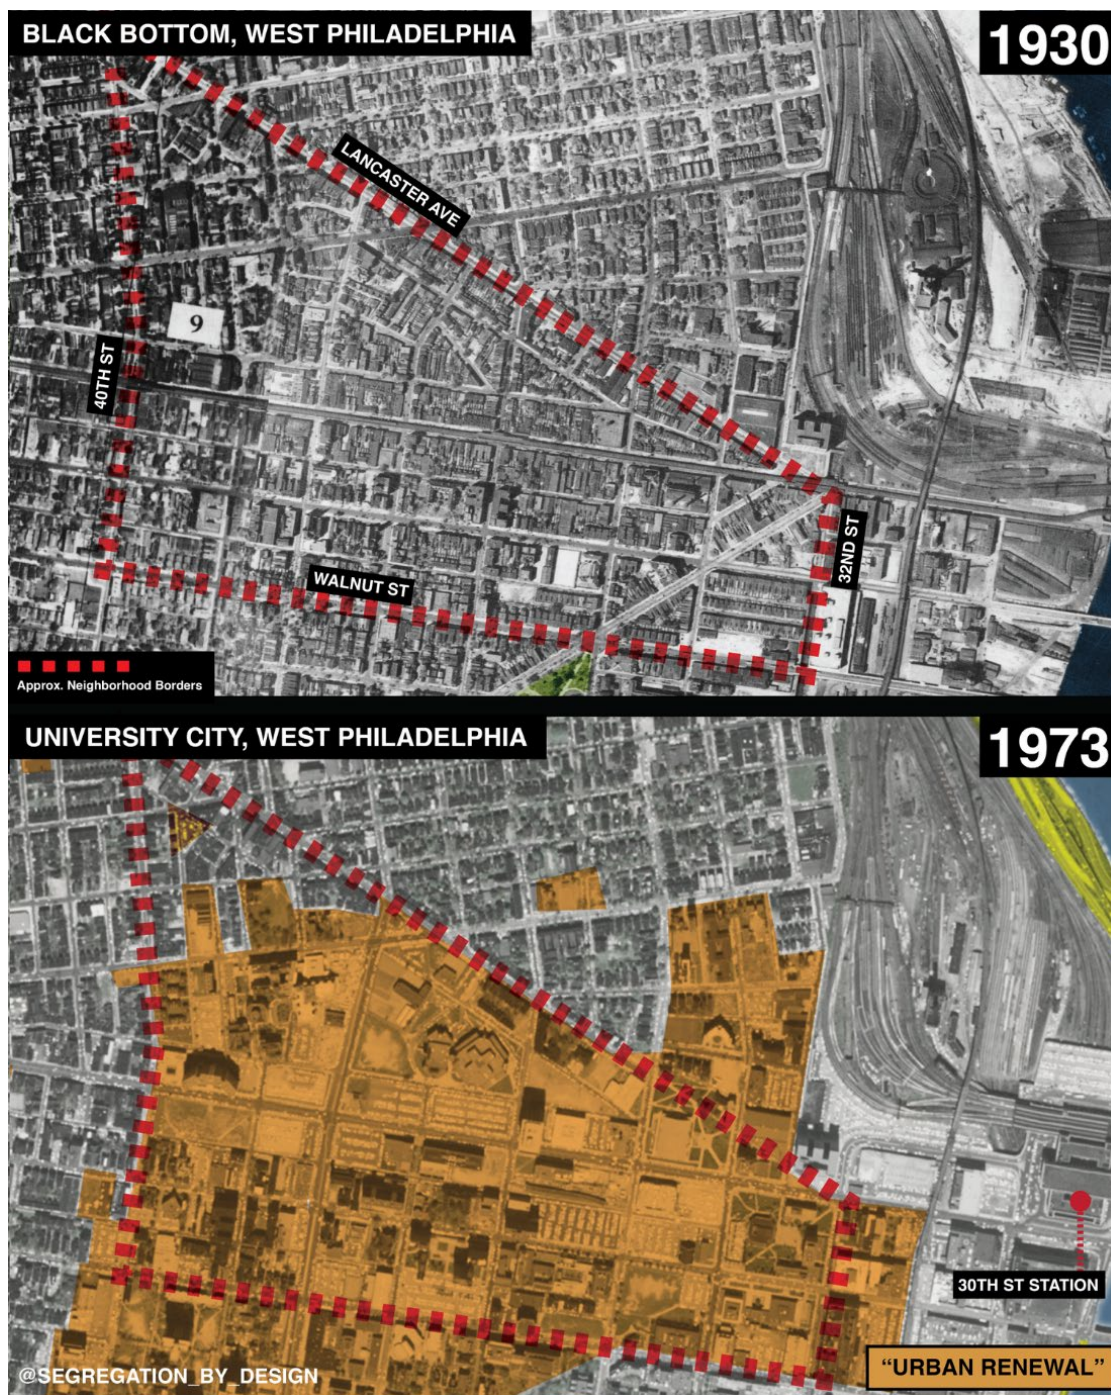 BLACK BOTTOM, WEST PHILADELPHIA
1930
LANCASTER AVE
9
40TH ST
32ND ST
WALNUT ST
Approx. Neighborhood Borders
UNIVERSITY CITY, WEST PHILADELPHIA
1973
30TH ST STATION
@SEGREGATION_BY_DESIGN
“URBAN RENEWAL”